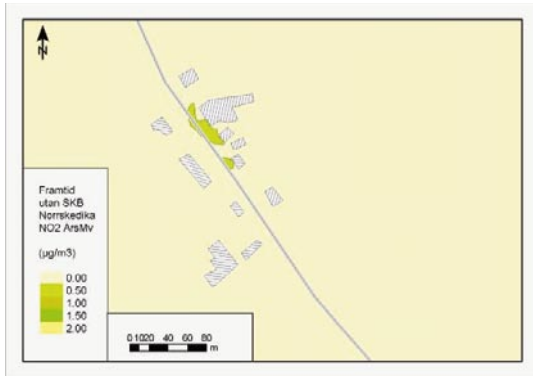 N
Framtid
utan SKB
Norrskedika
NO2 ArsMv
(µg/m3)
0.00
0.50
1.00
1.50
2.00
0 10 20 40 60 80
m